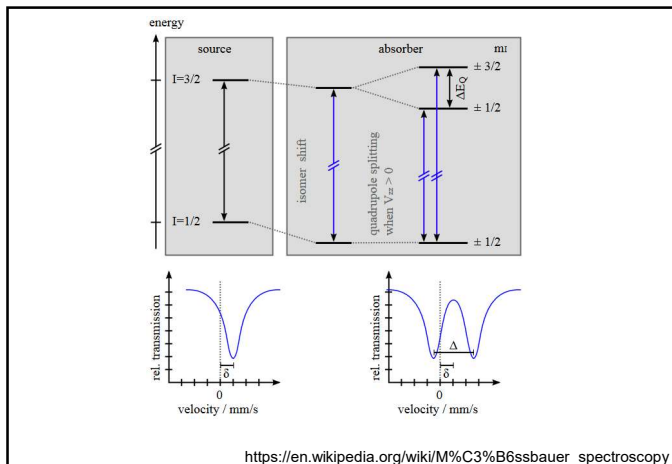 energy
source
absorber
mI
I=3/2
I=1/2
isomer shift
quadrupole splitting
when Vzz > 0
ΔEQ
± 3/2
± 1/2
± 1/2
rel. transmission
δ
0
velocity / mm/s
rel. transmission
Δ
δ
0
velocity / mm/s
https://en.wikipedia.org/wiki/M%C3%B6ssbauer_spectroscopy